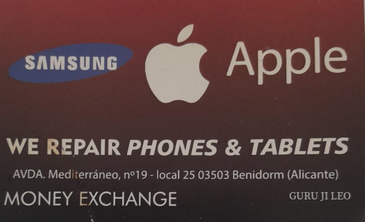 SAMSUNG Apple
WE REPAIR PHONES & TABLETS
AVDA. Mediterráneo, nº19 - local 25 03503 Benidorm (Alicante)
MONEY EXCHANGE GURU JI LEO